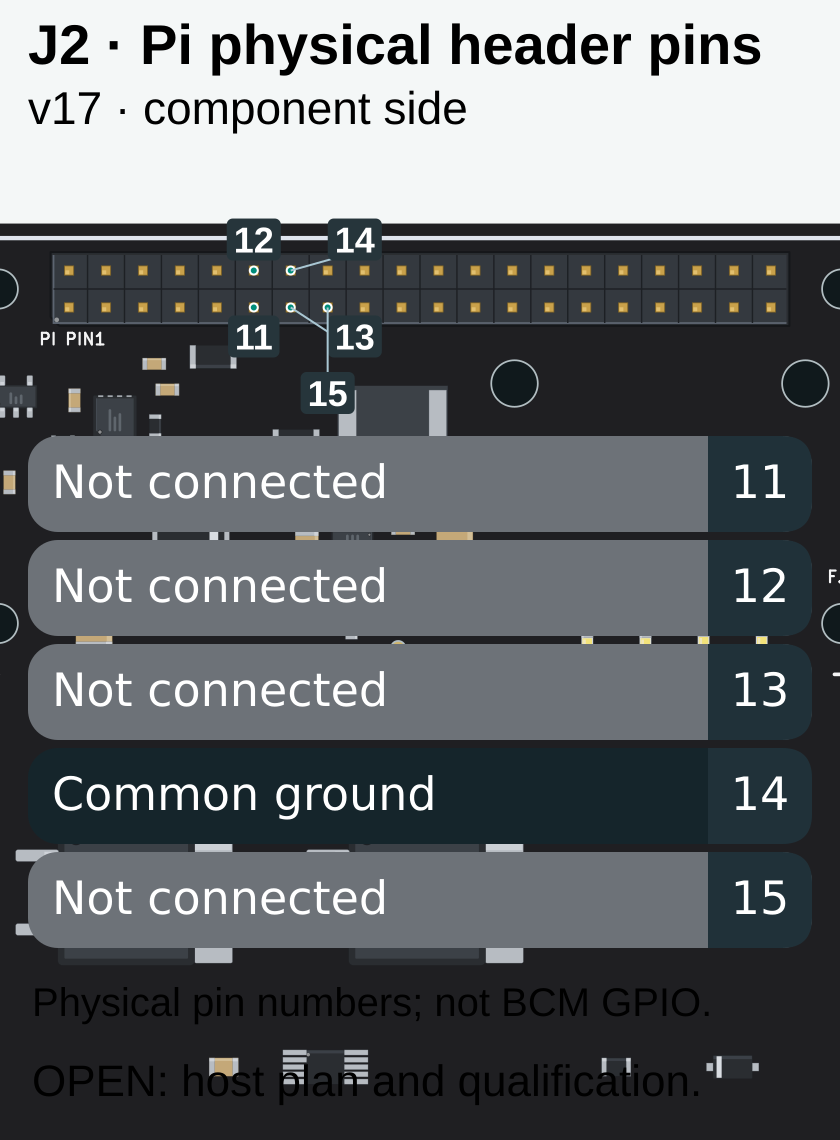 J2 · Pi physical header pins
v17 · component side
12 14
PI PIN1
11 13
15
Not connected 11
Not connected 12
Not connected 13
Common ground 14
Not connected 15
Physical pin numbers; not BCM GPIO.
OPEN: host plan and qualification.